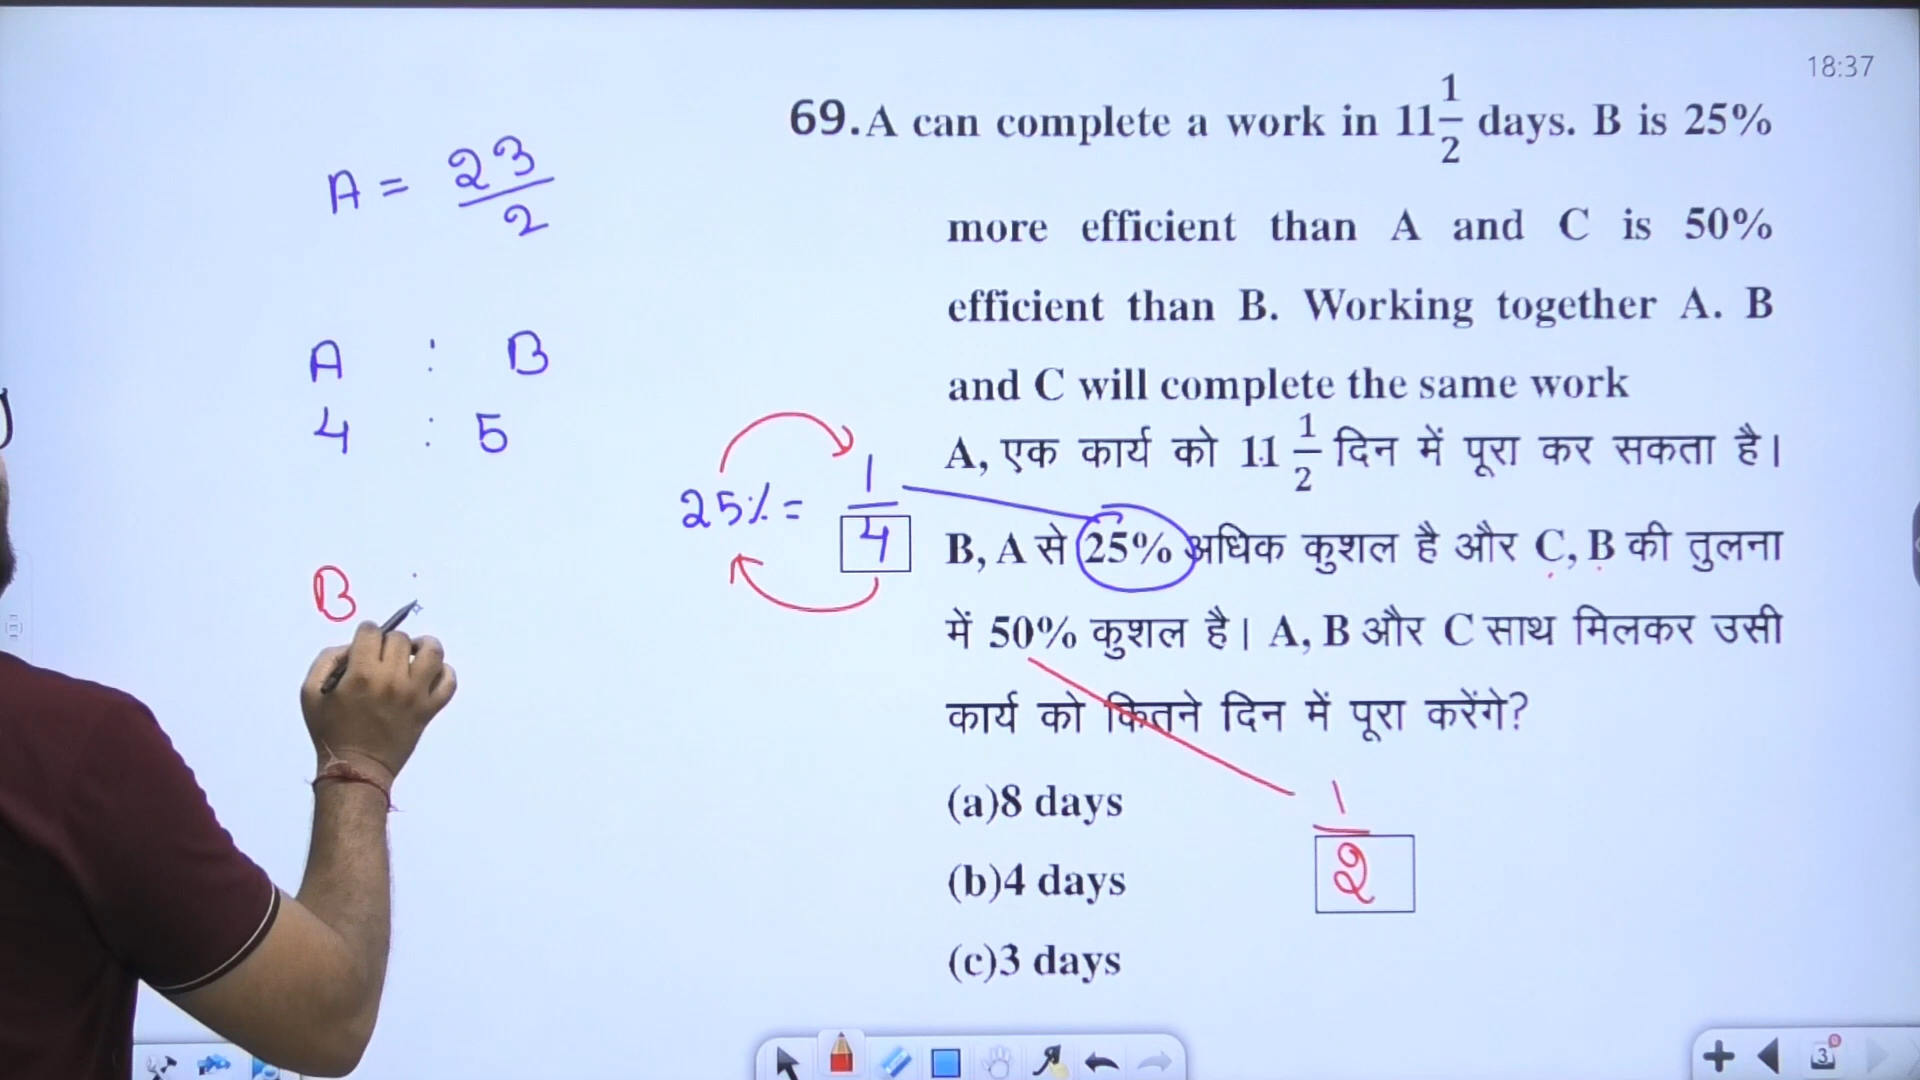 18:37
69. A can complete a work in 11 1/2 days. B is 25%
more efficient than A and C is 50%
efficient than B. Working together A. B
and C will complete the same work
A, एक कार्य को 11 1/2 दिन में पूरा कर सकता है।
B, A से 25% अधिक कुशल है और C, B की तुलना
में 50% कुशल है। A, B और C साथ मिलकर उसी
कार्य को कितने दिन में पूरा करेंगे?
(a)8 days
(b)4 days
(c)3 days
A = 23/2
A : B
4 : 5
25% = 1/4
B :
1/2
3